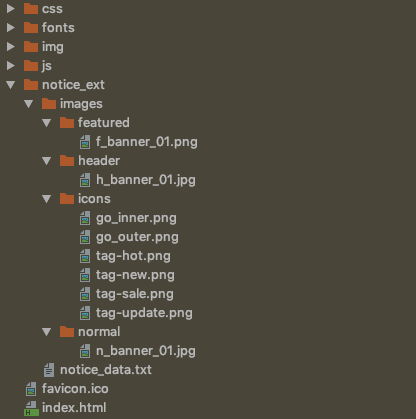 css
fonts
img
js
notice_ext
images
featured
f_banner_01.png
header
h_banner_01.jpg
icons
go_inner.png
go_outer.png
tag-hot.png
tag-new.png
tag-sale.png
tag-update.png
normal
n_banner_01.jpg
notice_data.txt
favicon.ico
index.html